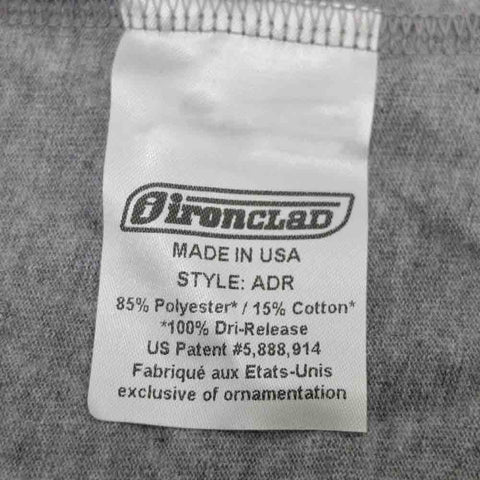 ironclad
MADE IN USA
STYLE: ADR
85% Polyester* / 15% Cotton*
*100% Dri-Release
US Patent #5,888,914
Fabriqué aux Etats-Unis
exclusive of ornamentation